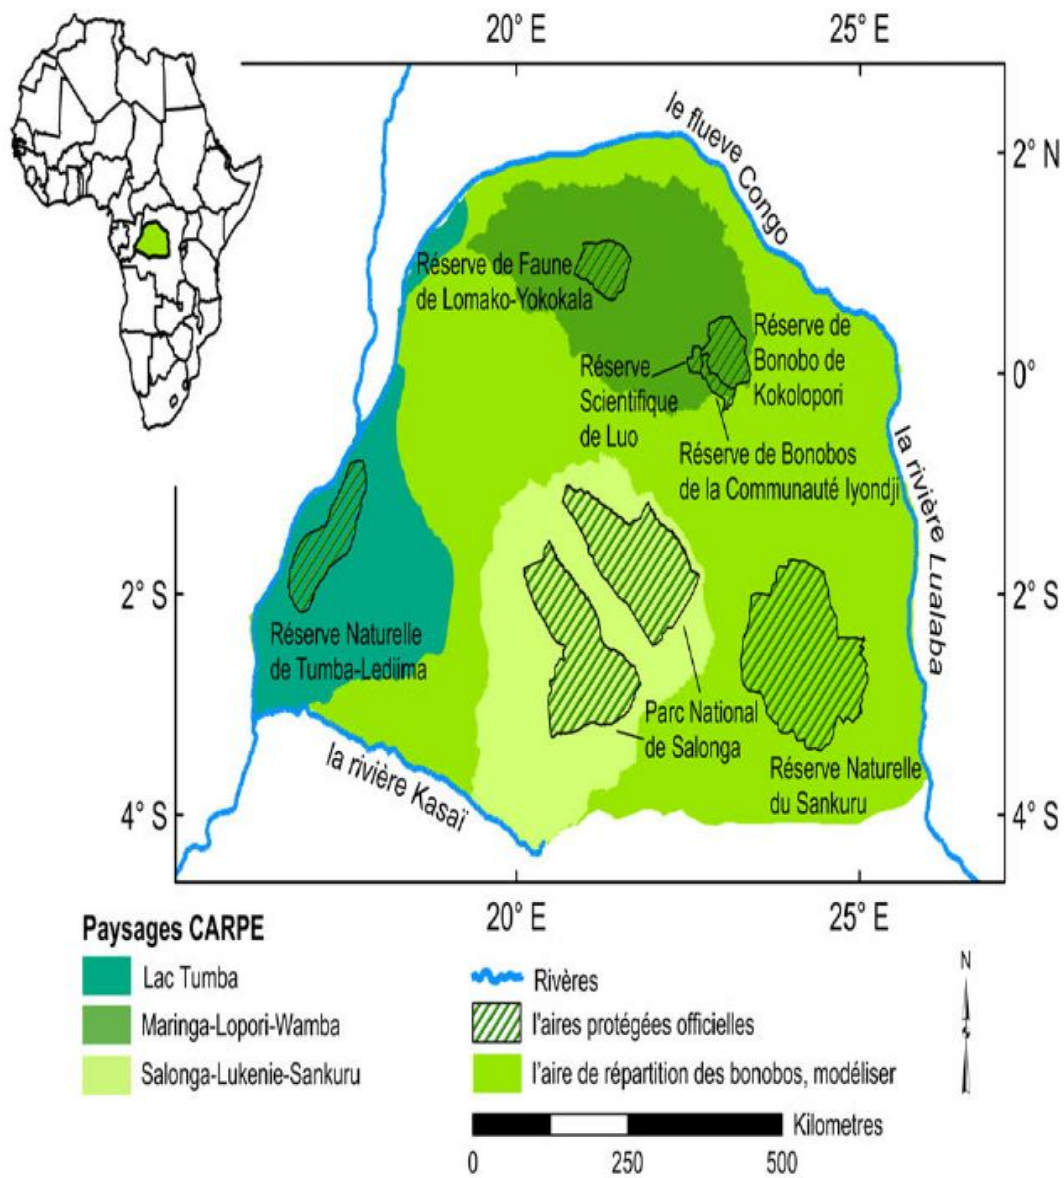 20° E
25° E
le flueve Congo
2° N
Réserve de Faune
de Lomako-Yokokala
Réserve de
Bonobo de
Kokolopori
0°
Réserve
Scientifique
de Luo
Réserve de Bonobos
de la Communauté Iyondji
la rivière Lualaba
2° S
2° S
Réserve Naturelle
de Tumba-Lediima
Parc National
de Salonga
Réserve Naturelle
du Sankuru
la rivière Kasaï
4° S
4° S
20° E
25° E
Paysages CARPE
Lac Tumba
Maringa-Lopori-Wamba
Salonga-Lukenie-Sankuru
Rivères
l'aires protégées officielles
l'aire de répartition des bonobos, modéliser
N
Kilometres
0
250
500